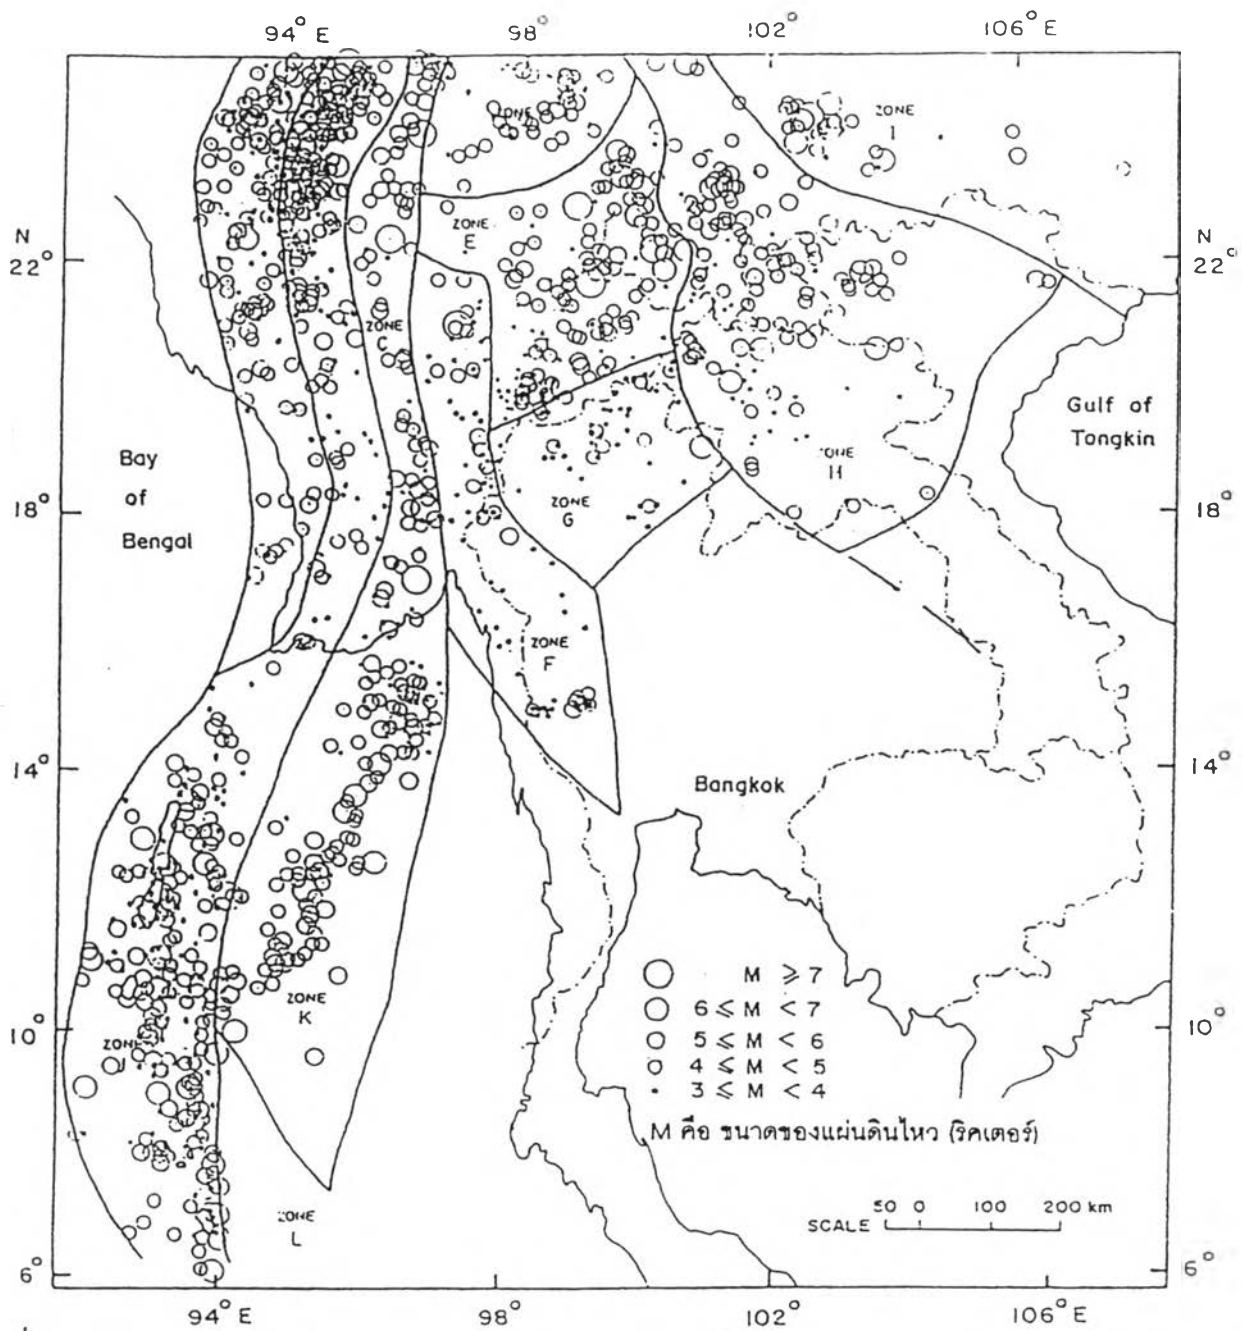 94° E 98° 102° 106° E
ZONE
ZONE
I
N
22°
ZONE
E
N
22°
ZONE
C
Gulf of
Tongkin
Bay
of
Bengal
ZONE
H
18°
ZONE
G
18°
ZONE
F
14°
Bangkok
14°
M ⩾ 7
6 ⩽ M < 7
5 ⩽ M < 6
4 ⩽ M < 5
3 ⩽ M < 4
M คือ ขนาดของแผ่นดินไหว (ริคเตอร์)
10°
ZONE
K
10°
ZONE
J
ZONE
L
50 0 100 200 km
SCALE
6°
6°
94° E 98° 102° 106° E